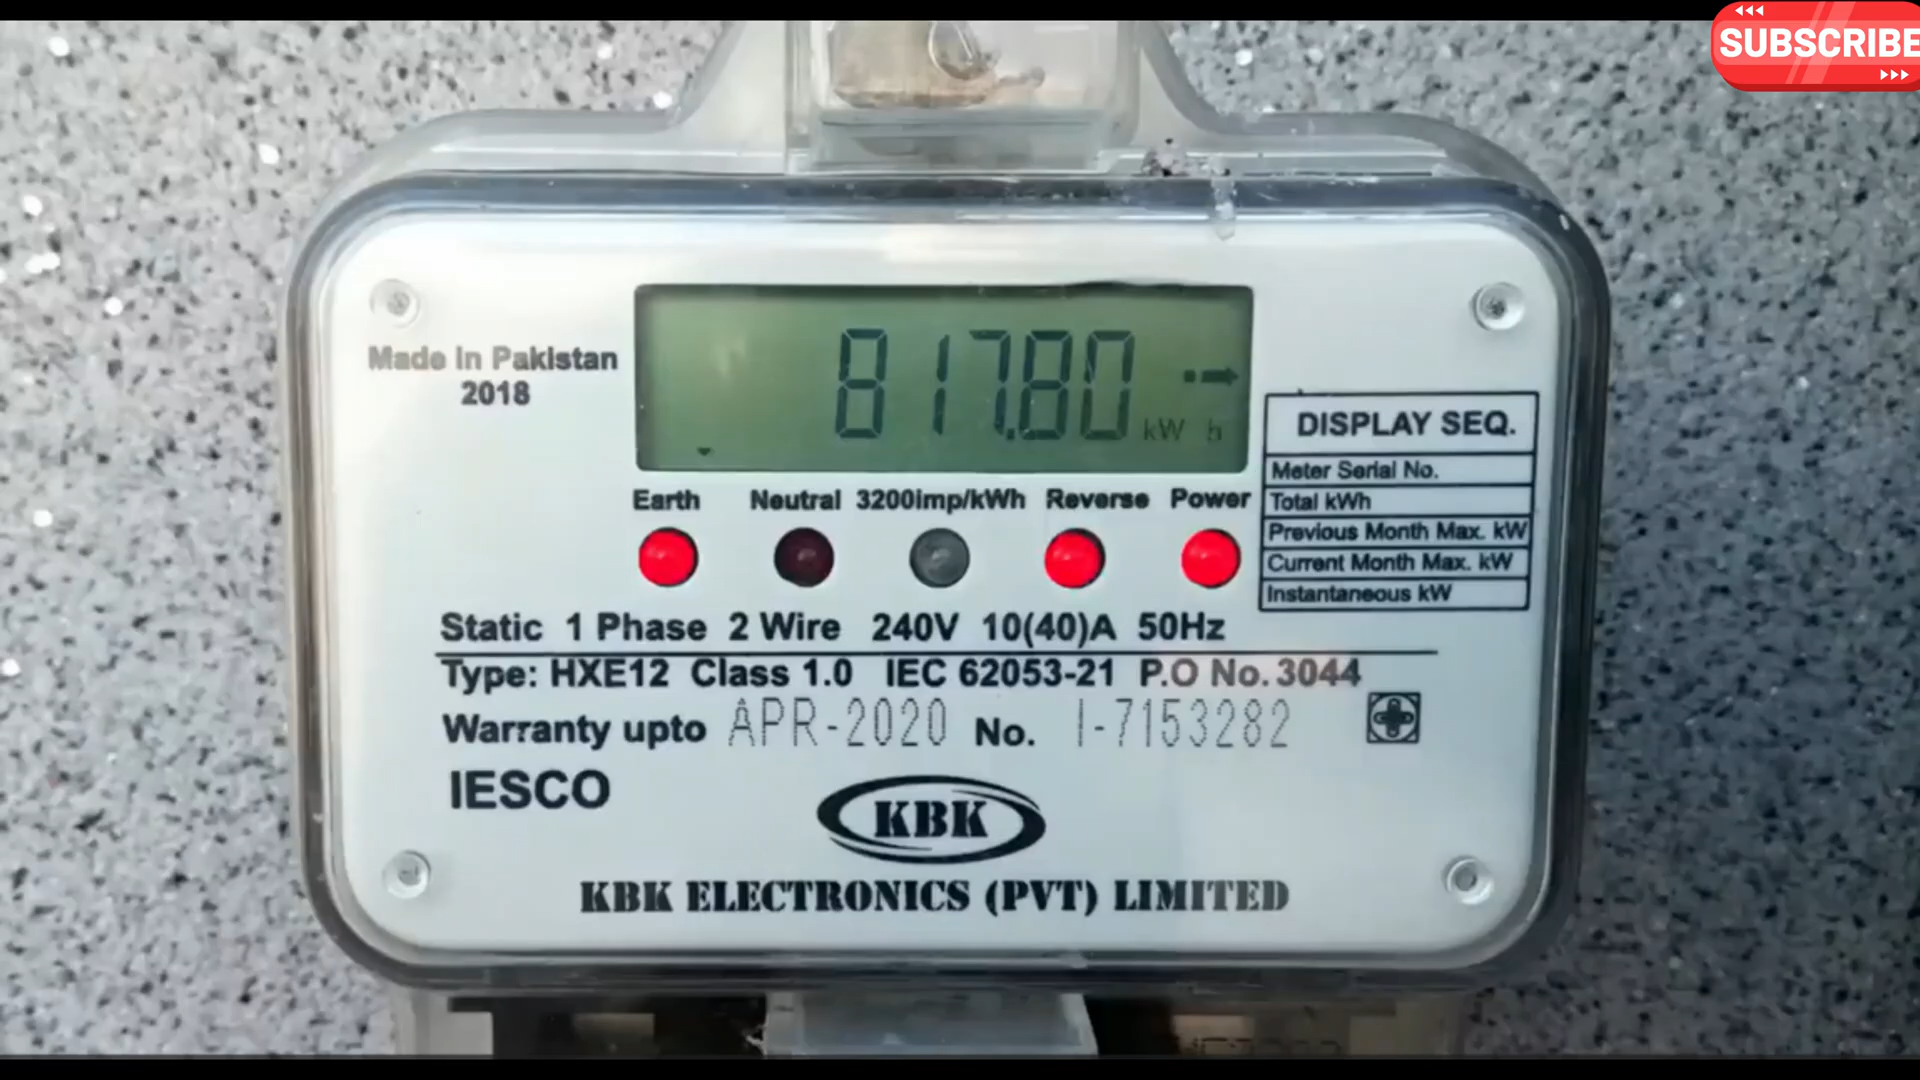 SUBSCRIBE
Made in Pakistan
2018
817.80 kW h
DISPLAY SEQ.
Meter Serial No.
Total kWh
Previous Month Max. kW
Current Month Max. kW
Instantaneous kW
Earth Neutral 3200imp/kWh Reverse Power
Static 1 Phase 2 Wire 240V 10(40)A 50Hz
Type: HXE12 Class 1.0 IEC 62053-21 P.O No. 3044
Warranty upto APR-2020 No. I-7153282
IESCO
KBK
KBK ELECTRONICS (PVT) LIMITED